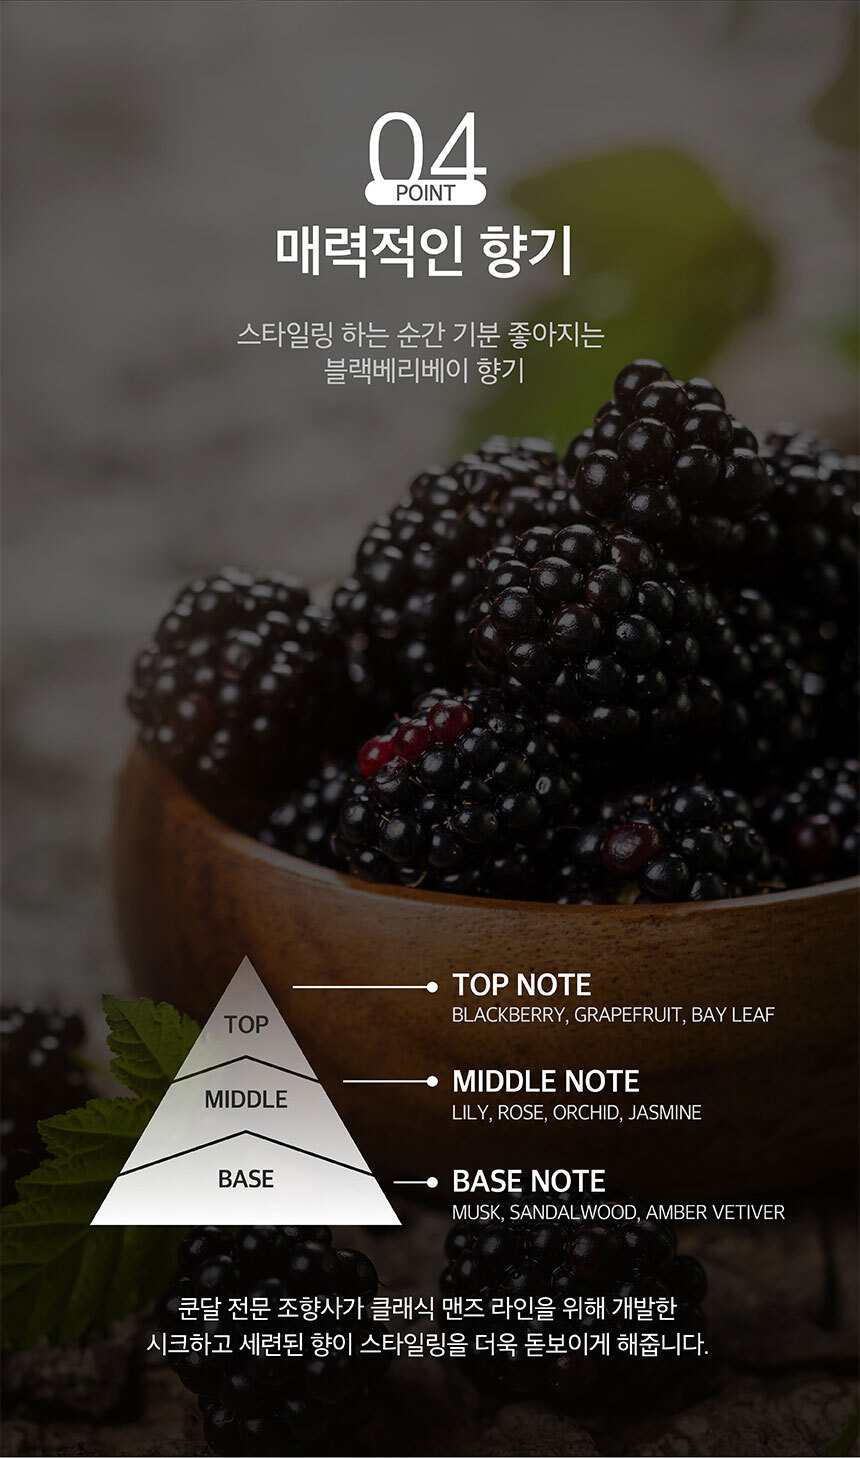 04
POINT
매력적인 향기
스타일링 하는 순간 기분 좋아지는
블랙베리베이 향기
TOP
MIDDLE
BASE
TOP NOTE
BLACKBERRY, GRAPEFRUIT, BAY LEAF
MIDDLE NOTE
LILY, ROSE, ORCHID, JASMINE
BASE NOTE
MUSK, SANDALWOOD, AMBER VETIVER
쿤달 전문 조향사가 클래식 맨즈 라인을 위해 개발한
시크하고 세련된 향이 스타일링을 더욱 돋보이게 해줍니다.